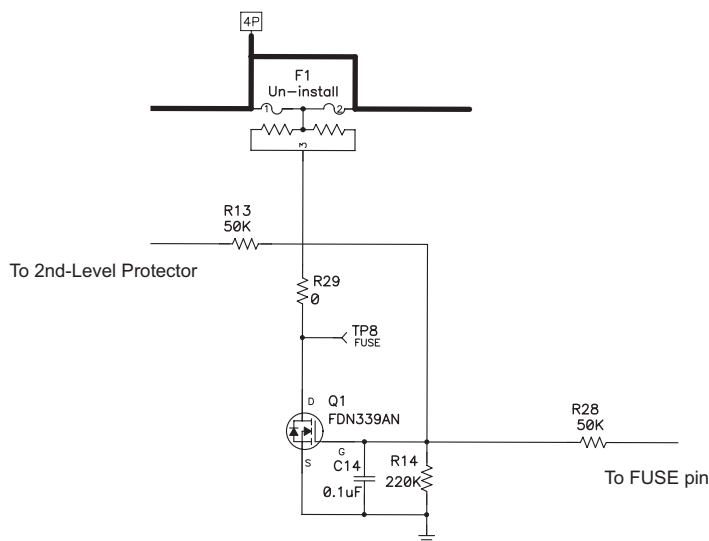 4P
F1
Un-install
1
2
3
R13
50K
To 2nd-Level Protector
R29
0
TP8
FUSE
D
Q1
FDN339AN
G
S
C14
0.1uF
R14
220K
R28
50K
To FUSE pin